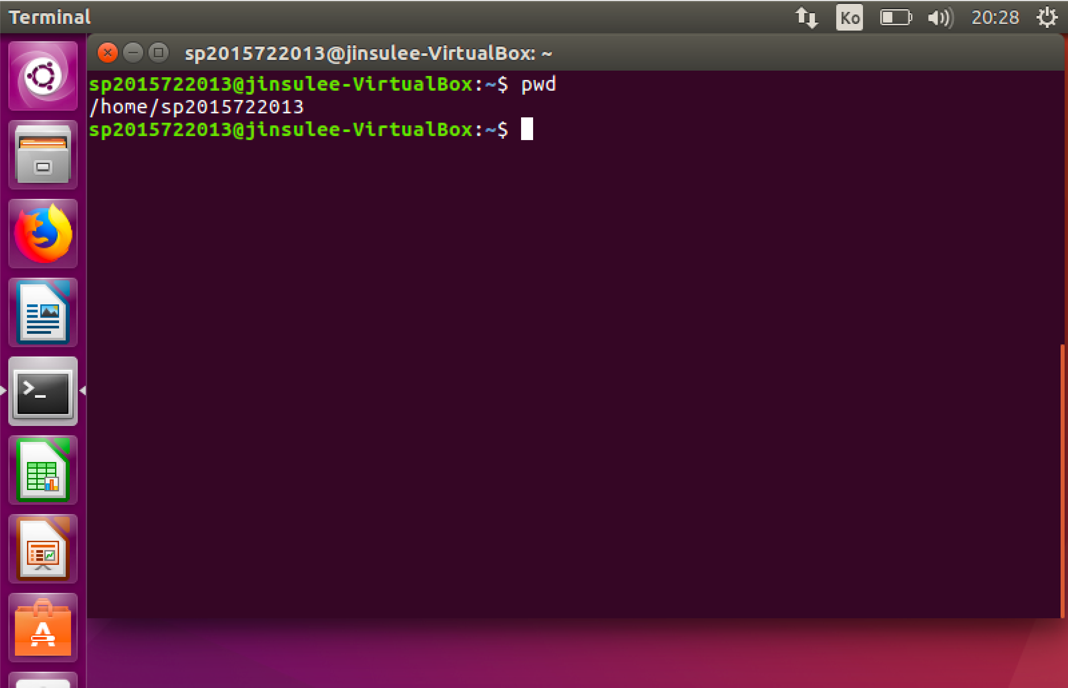 Terminal
Ko
20:28
sp2015722013@jinsulee-VirtualBox: ~
sp2015722013@jinsulee-VirtualBox:~$ pwd
/home/sp2015722013
sp2015722013@jinsulee-VirtualBox:~$